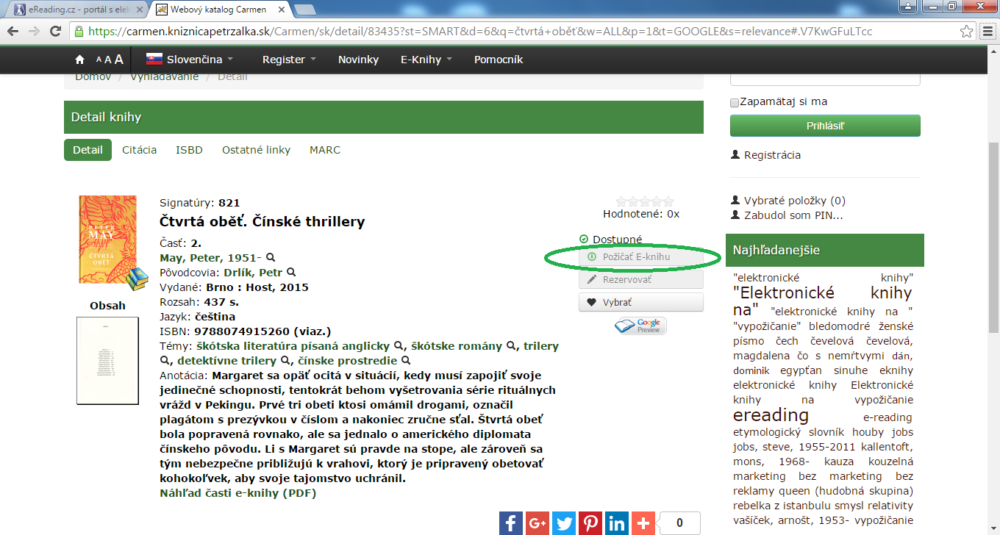 eReading.cz - portál s elek
Webový katalog Carmen
https://carmen.kniznicapetrzalka.sk/Carmen/sk/detail/83435?st=SMART&d=6&q=čtvrtá+oběť&w=ALL&p=1&t=GOOGLE&s=relevance#.V7KwGFuLTcc
A A A Slovenčina Register Novinky E-Knihy Pomocník
Domov / Vyhľadávanie / Detail
Detail knihy
Detail Citácia ISBD Ostatné linky MARC
PETER
MAY
ČTVRTÁ
OBĚŤ
Obsah
Signatúry: 821
Čtvrtá oběť. Čínské thrillery
Časť: 2.
May, Peter, 1951-
Pôvodcovia: Drlík, Petr
Vydané: Brno : Host, 2015
Rozsah: 437 s.
Jazyk: čeština
ISBN: 9788074915260 (viaz.)
Témy: škótska literatúra písaná anglicky , škótske romány , trilery
, detektívne trilery , čínske prostredie
Anotácia: Margaret sa opäť ocitá v situácií, kedy musí zapojiť svoje
jedinečné schopnosti, tentokrát behom vyšetrovania série rituálnych
vrážd v Pekingu. Prvé tri obeti ktosi omámil drogami, označil
plagátom s prezývkou v číslom a nakoniec zručne sťal. Štvrtá obeť
bola popravená rovnako, ale sa jednalo o amerického diplomata
čínskeho pôvodu. Li s Margaret sú pravde na stope, ale zároveň sa
tým nebezpečne približujú k vrahovi, ktorý je pripravený obetovať
kohokoľvek, aby svoje tajomstvo uchránil.
Náhľad časti e-knihy (PDF)
Hodnotené: 0x
Dostupné
Požičať E-knihu
Rezervovať
Vybrať
Google
Preview
0
Zapamätaj si ma
Prihlásiť
Registrácia
Vybraté položky (0)
Zabudol som PIN...
Najhľadanejšie
"elektronické knihy"
"Elektronické knihy
na" "elektronické knihy na "
"vypožičanie" bledomodré ženské
písmo čech čevelová čevelová,
magdalena čo s nemŕtvymi dán,
dominik egypťan sinuhe eknihy
elektronické knihy Elektronické
knihy na vypožičanie
ereading e-reading
etymologický slovník houby jobs
jobs, steve, 1955-2011 kallentoft,
mons, 1968- kauza kouzelná
marketing bez marketing bez
reklamy queen (hudobná skupina)
rebelka z istanbulu smysl relativity
vašíček, arnošt, 1953- vypožičanie